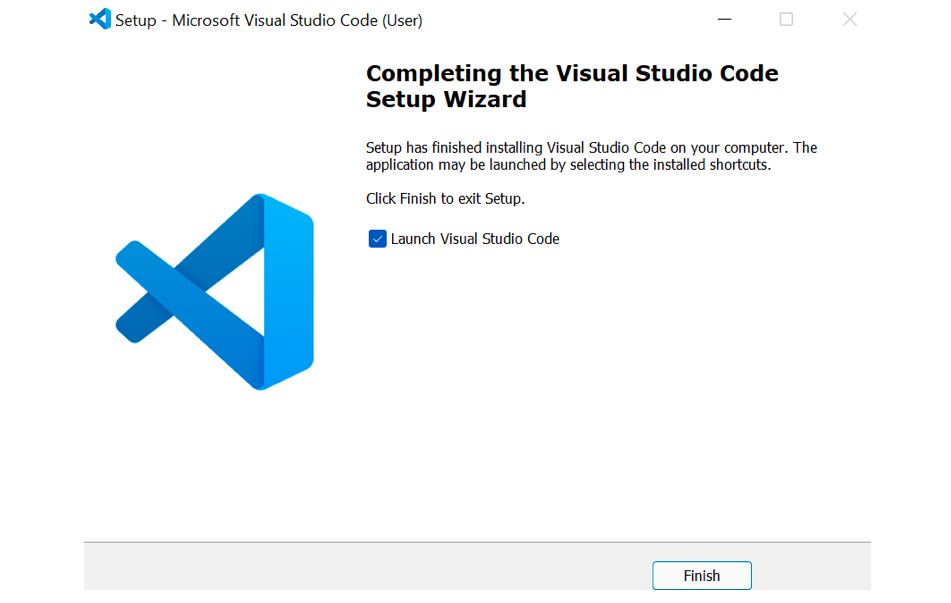 Setup - Microsoft Visual Studio Code (User)
Completing the Visual Studio Code
Setup Wizard
Setup has finished installing Visual Studio Code on your computer. The
application may be launched by selecting the installed shortcuts.
Click Finish to exit Setup.
Launch Visual Studio Code
Finish